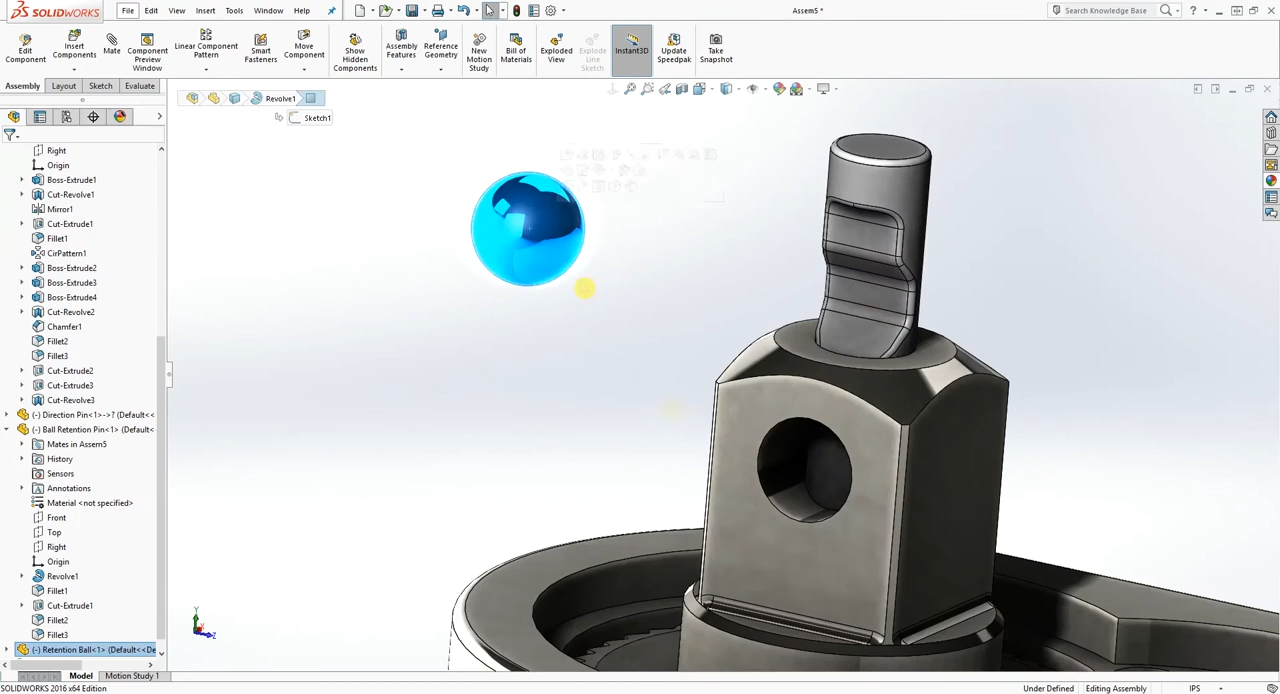 SOLIDWORKS
File
Edit
View
Insert
Tools
Window
Help
Assem5 *
Search Knowledge Base
Edit Component
Insert Components
Mate
Component Preview Window
Linear Component Pattern
Smart Fasteners
Move Component
Show Hidden Components
Assembly Features
Reference Geometry
New Motion Study
Bill of Materials
Exploded View
Explode Line Sketch
Instant3D
Update Speedpak
Take Snapshot
Assembly
Layout
Sketch
Evaluate
Revolve1
Sketch1
Right
Origin
Boss-Extrude1
Cut-Revolve1
Mirror1
Cut-Extrude1
Fillet1
CirPattern1
Boss-Extrude2
Boss-Extrude3
Boss-Extrude4
Cut-Revolve2
Chamfer1
Fillet2
Fillet3
Cut-Extrude2
Cut-Extrude3
Cut-Revolve3
(-) Direction Pin<1>->? (Default<<
(-) Ball Retention Pin<1> (Default<
Mates in Assem5
History
Sensors
Annotations
Material <not specified>
Front
Top
Right
Origin
Revolve1
Fillet1
Cut-Extrude1
Fillet2
Fillet3
(-) Retention Ball<1> (Default<<De
Y
X
Z
Model
Motion Study 1
SOLIDWORKS 2016 x64 Edition
Under Defined
Editing Assembly
IPS